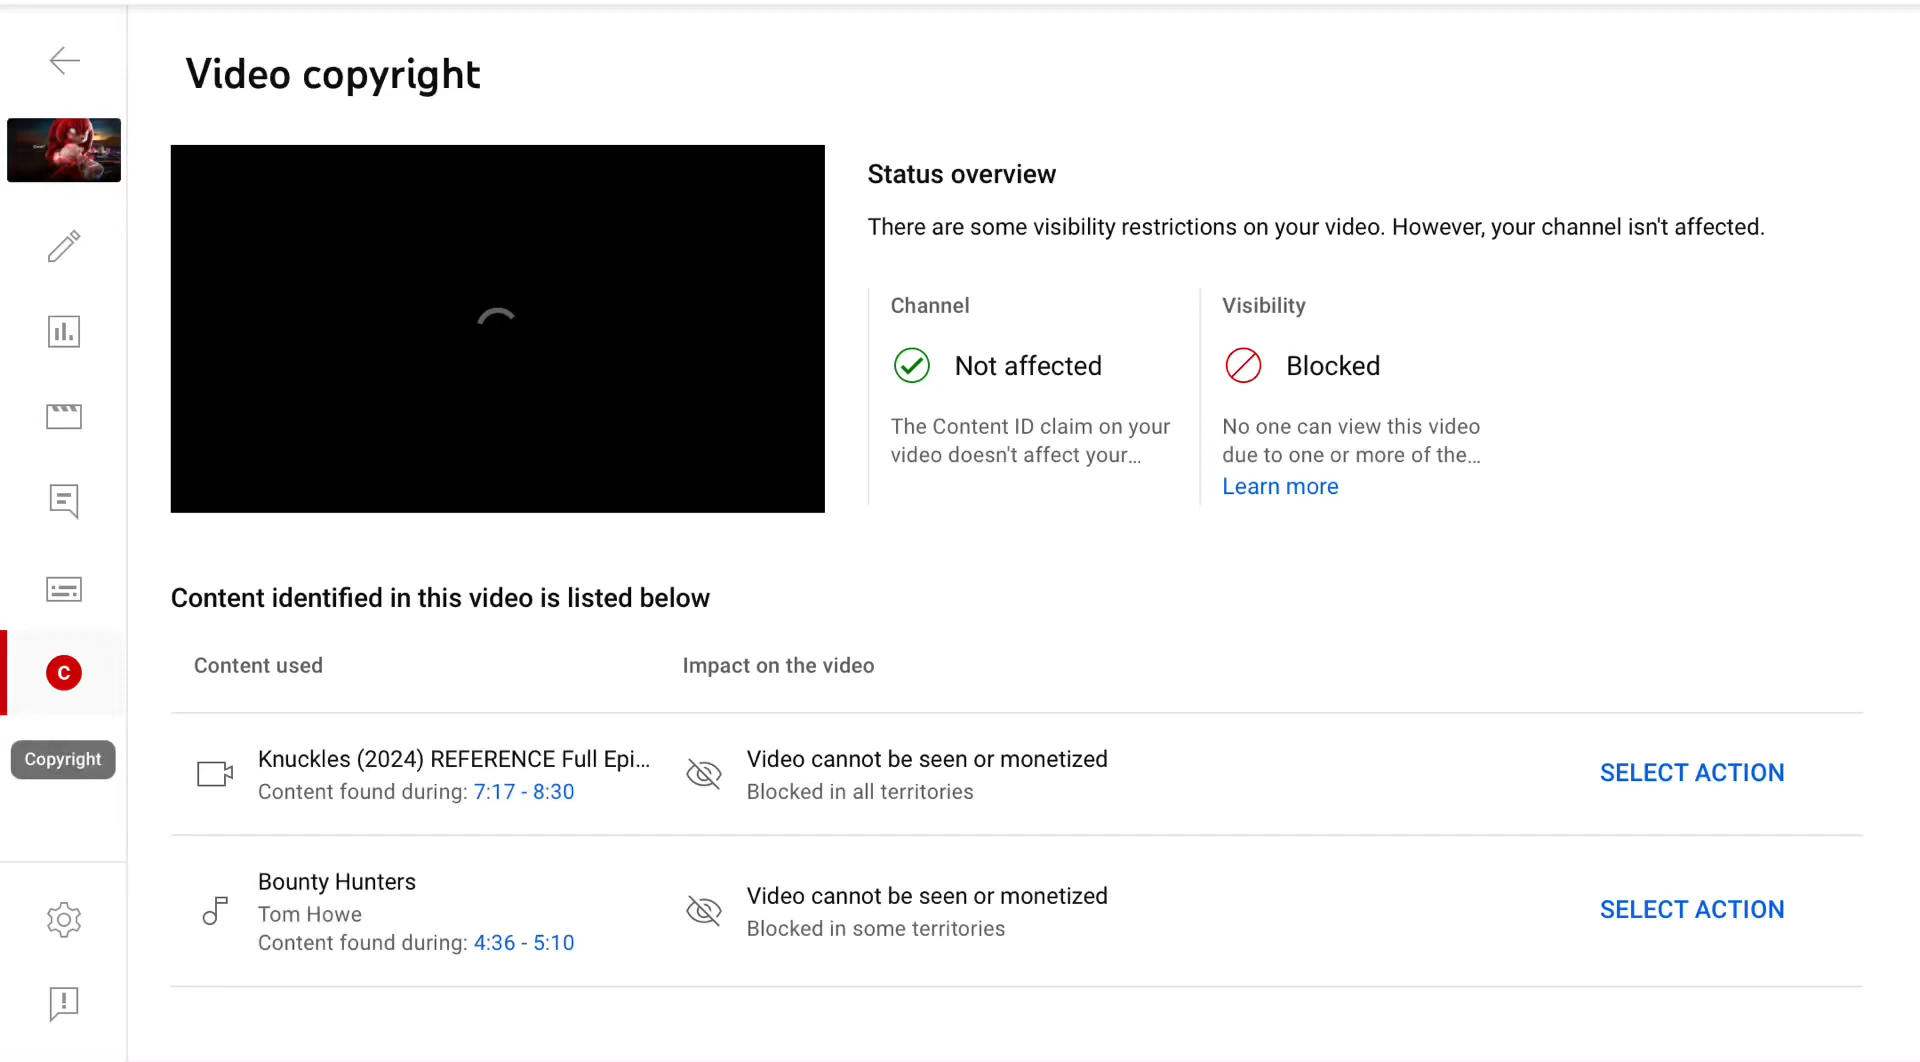 Video copyright
Status overview
There are some visibility restrictions on your video. However, your channel isn't affected.
Channel
Not affected
The Content ID claim on your
video doesn't affect your…
Visibility
Blocked
No one can view this video
due to one or more of the…
Learn more
Content identified in this video is listed below
Content used
Impact on the video
C
Copyright
Knuckles (2024) REFERENCE Full Epi…
Content found during: 7:17 - 8:30
Video cannot be seen or monetized
Blocked in all territories
SELECT ACTION
Bounty Hunters
Tom Howe
Content found during: 4:36 - 5:10
Video cannot be seen or monetized
Blocked in some territories
SELECT ACTION